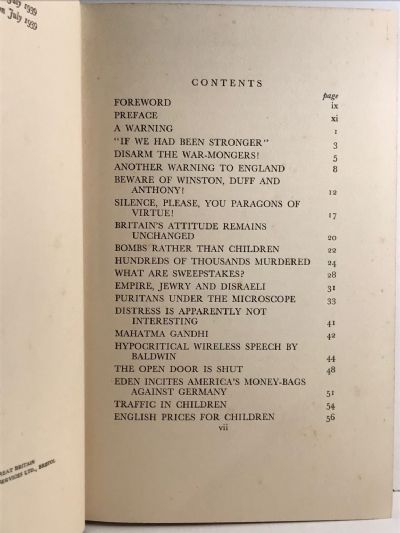 July 1939
July 1939
CONTENTS
page
FOREWORD ix
PREFACE xi
A WARNING 1
"IF WE HAD BEEN STRONGER" 3
DISARM THE WAR-MONGERS! 5
ANOTHER WARNING TO ENGLAND 8
BEWARE OF WINSTON, DUFF AND
ANTHONY! 12
SILENCE, PLEASE, YOU PARAGONS OF
VIRTUE! 17
BRITAIN'S ATTITUDE REMAINS
UNCHANGED 20
BOMBS RATHER THAN CHILDREN 22
HUNDREDS OF THOUSANDS MURDERED 24
WHAT ARE SWEEPSTAKES? 28
EMPIRE, JEWRY AND DISRAELI 31
PURITANS UNDER THE MICROSCOPE 33
DISTRESS IS APPARENTLY NOT
INTERESTING 41
MAHATMA GANDHI 42
HYPOCRITICAL WIRELESS SPEECH BY
BALDWIN 44
THE OPEN DOOR IS SHUT 48
EDEN INCITES AMERICA'S MONEY-BAGS
AGAINST GERMANY 51
TRAFFIC IN CHILDREN 54
ENGLISH PRICES FOR CHILDREN 56
vii
BRITAIN
SERVICES LTD., BRISTOL